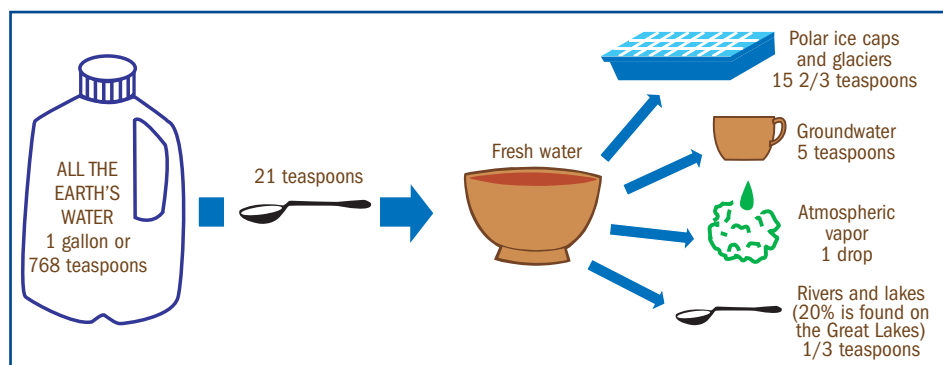 ALL THE
EARTH'S
WATER
1 gallon or
768 teaspoons
21 teaspoons
Fresh water
Polar ice caps
and glaciers
15 2/3 teaspoons
Groundwater
5 teaspoons
Atmospheric
vapor
1 drop
Rivers and lakes
(20% is found on
the Great Lakes)
1/3 teaspoons